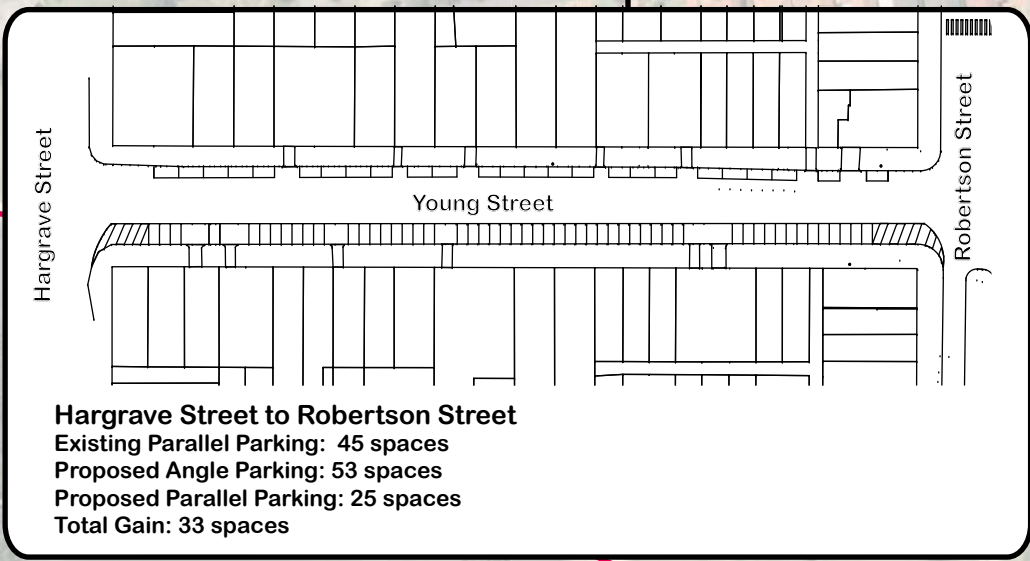 Hargrave Street
Young Street
Robertson Street
Hargrave Street to Robertson Street
Existing Parallel Parking:  45 spaces
Proposed Angle Parking: 53 spaces
Proposed Parallel Parking: 25 spaces
Total Gain: 33 spaces